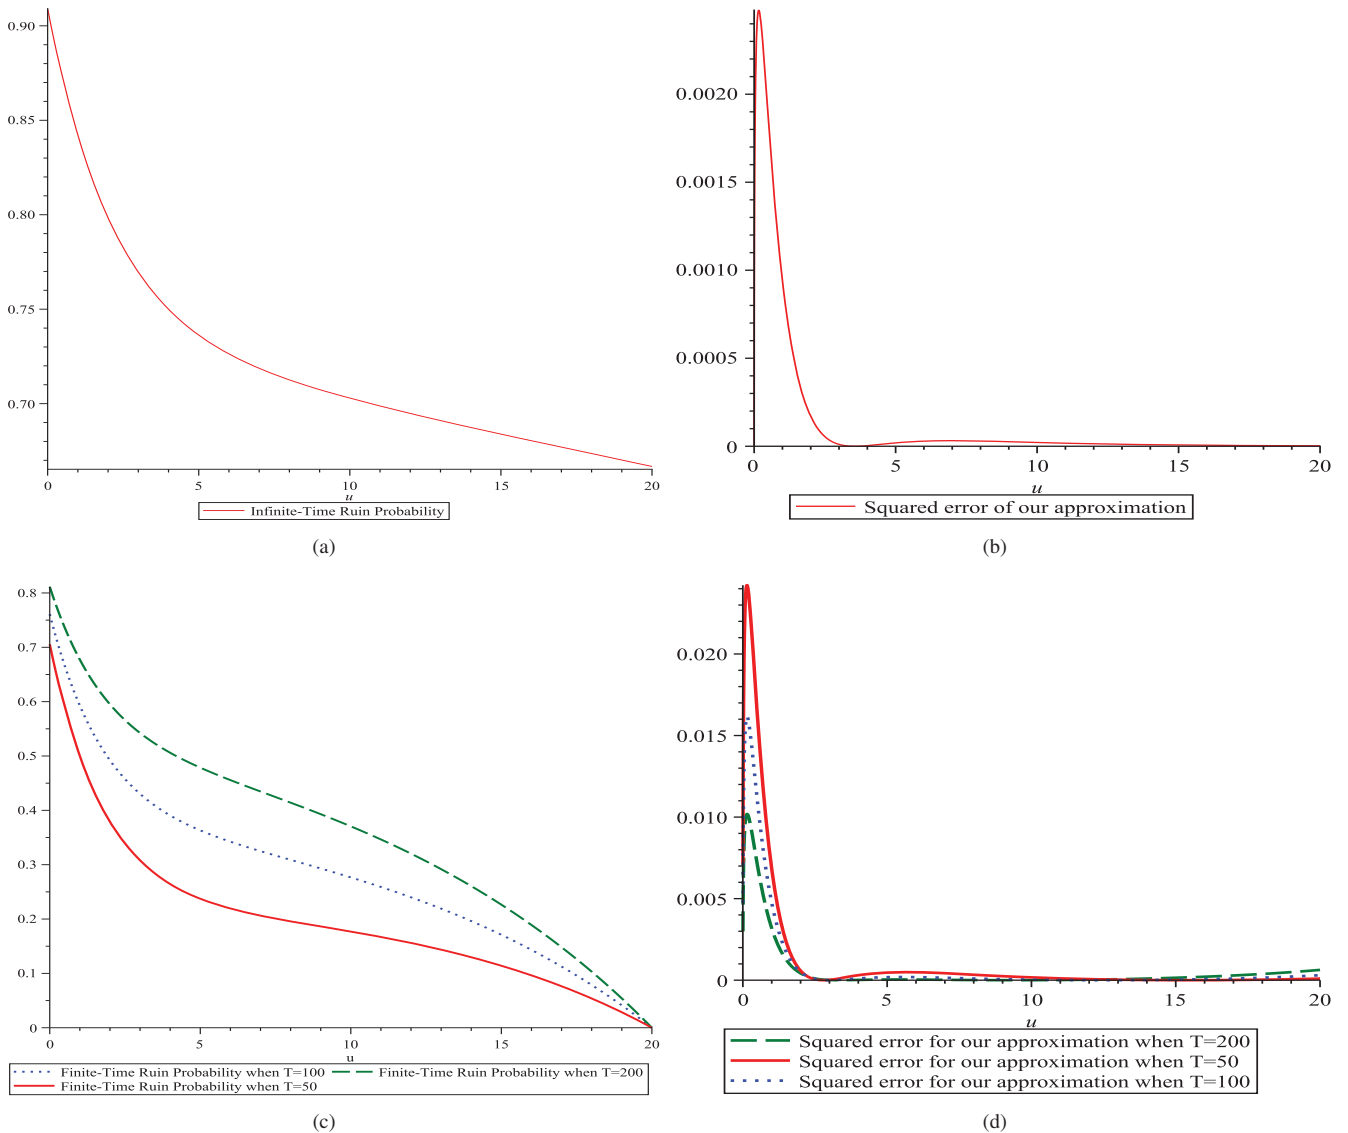 0.90
0.85
0.80
0.75
0.70
0 5 10 15 20
u
Infinite-Time Ruin Probability
(a)
0.0020
0.0015
0.0010
0.0005
0
0 5 10 15 20
u
Squared error of our approximation
(b)
0.8
0.7
0.6
0.5
0.4
0.3
0.2
0.1
0
0 5 10 15 20
u
Finite-Time Ruin Probability when T=100 Finite-Time Ruin Probability when T=200
Finite-Time Ruin Probability when T=50
(c)
0.020
0.015
0.010
0.005
0
0 5 10 15 20
u
Squared error for our approximation when T=200
Squared error for our approximation when T=50
Squared error for our approximation when T=100
(d)